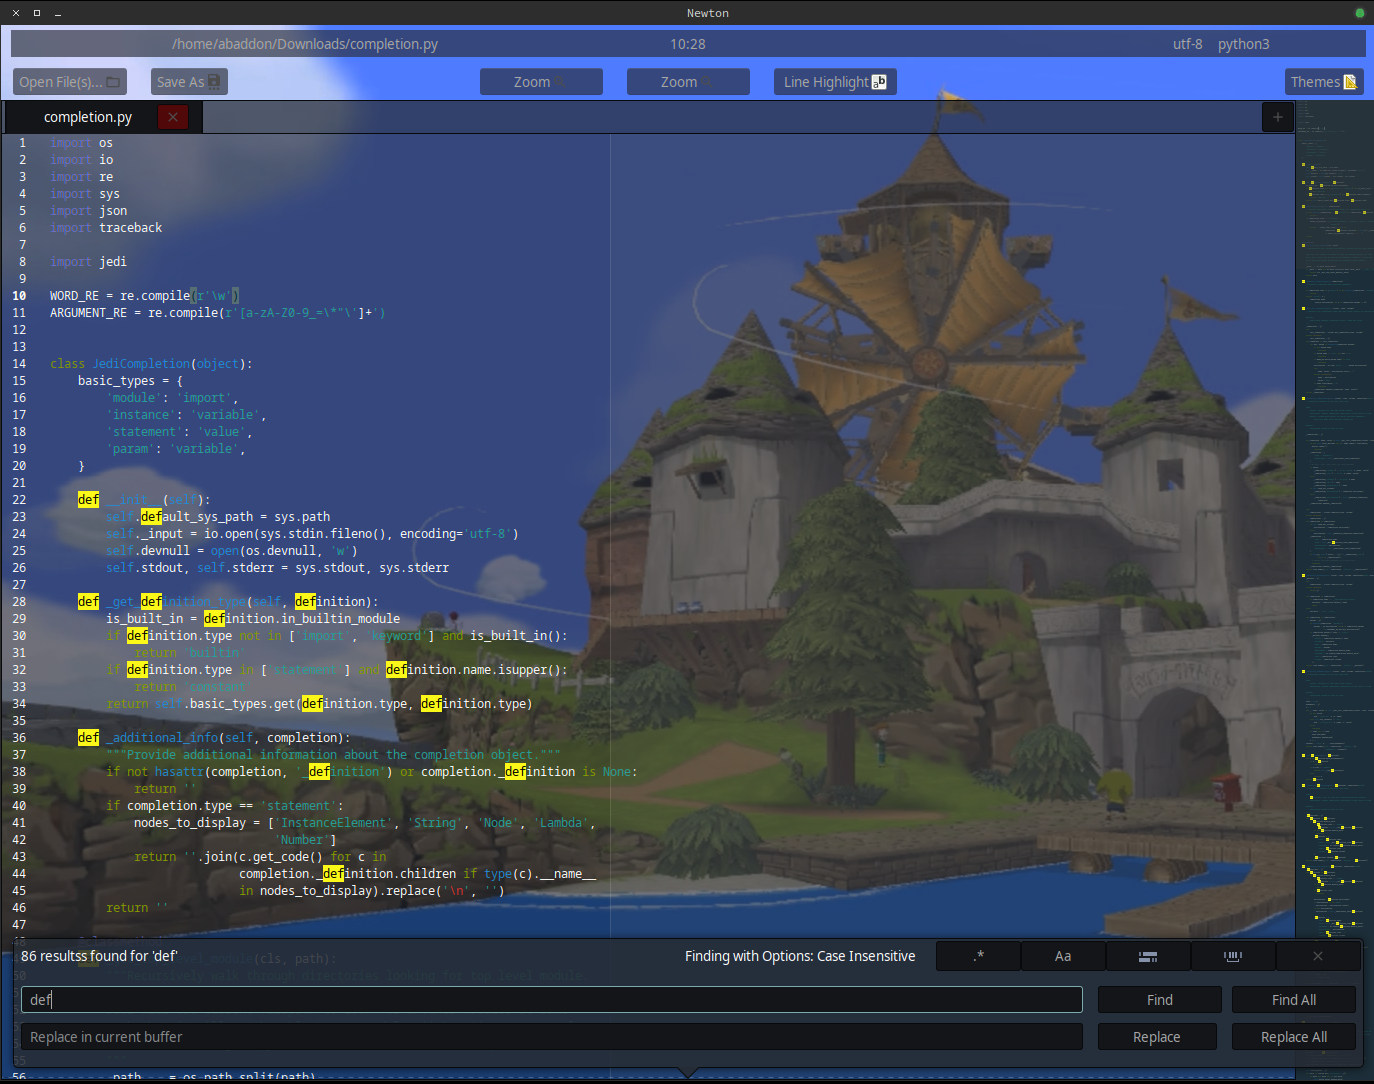 Newton
/home/abaddon/Downloads/completion.py 10:28 utf-8 python3
Open File(s)... Save As Zoom Zoom Line Highlight Themes
completion.py
1 import os
2 import io
3 import re
4 import sys
5 import json
6 import traceback
7
8 import jedi
9
10 WORD_RE = re.compile(r'\w')
11 ARGUMENT_RE = re.compile(r'[a-zA-Z0-9_=\*"\']+')
12
13
14 class JediCompletion(object):
15 basic_types = {
16 'module': 'import',
17 'instance': 'variable',
18 'statement': 'value',
19 'param': 'variable',
20 }
21
22 def __init__(self):
23 self.default_sys_path = sys.path
24 self._input = io.open(sys.stdin.fileno(), encoding='utf-8')
25 self.devnull = open(os.devnull, 'w')
26 self.stdout, self.stderr = sys.stdout, sys.stderr
27
28 def _get_definition_type(self, definition):
29 is_built_in = definition.in_builtin_module
30 if definition.type not in ['import', 'keyword'] and is_built_in():
31 return 'builtin'
32 if definition.type in ['statement'] and definition.name.isupper():
33 return 'constant'
34 return self.basic_types.get(definition.type, definition.type)
35
36 def _additional_info(self, completion):
37 """Provide additional information about the completion object."""
38 if not hasattr(completion, '_definition') or completion._definition is None:
39 return ''
40 if completion.type == 'statement':
41 nodes_to_display = ['InstanceElement', 'String', 'Node', 'Lambda',
42 'Number']
43 return ''.join(c.get_code() for c in
44 completion._definition.children if type(c).__name__
45 in nodes_to_display).replace('\n', '')
46 return ''
47
48
86 results found for 'def' Finding with Options: Case Insensitive .* Aa
def Find Find All
Replace in current buffer Replace Replace All
55 """
56 path = os.path.split(path)